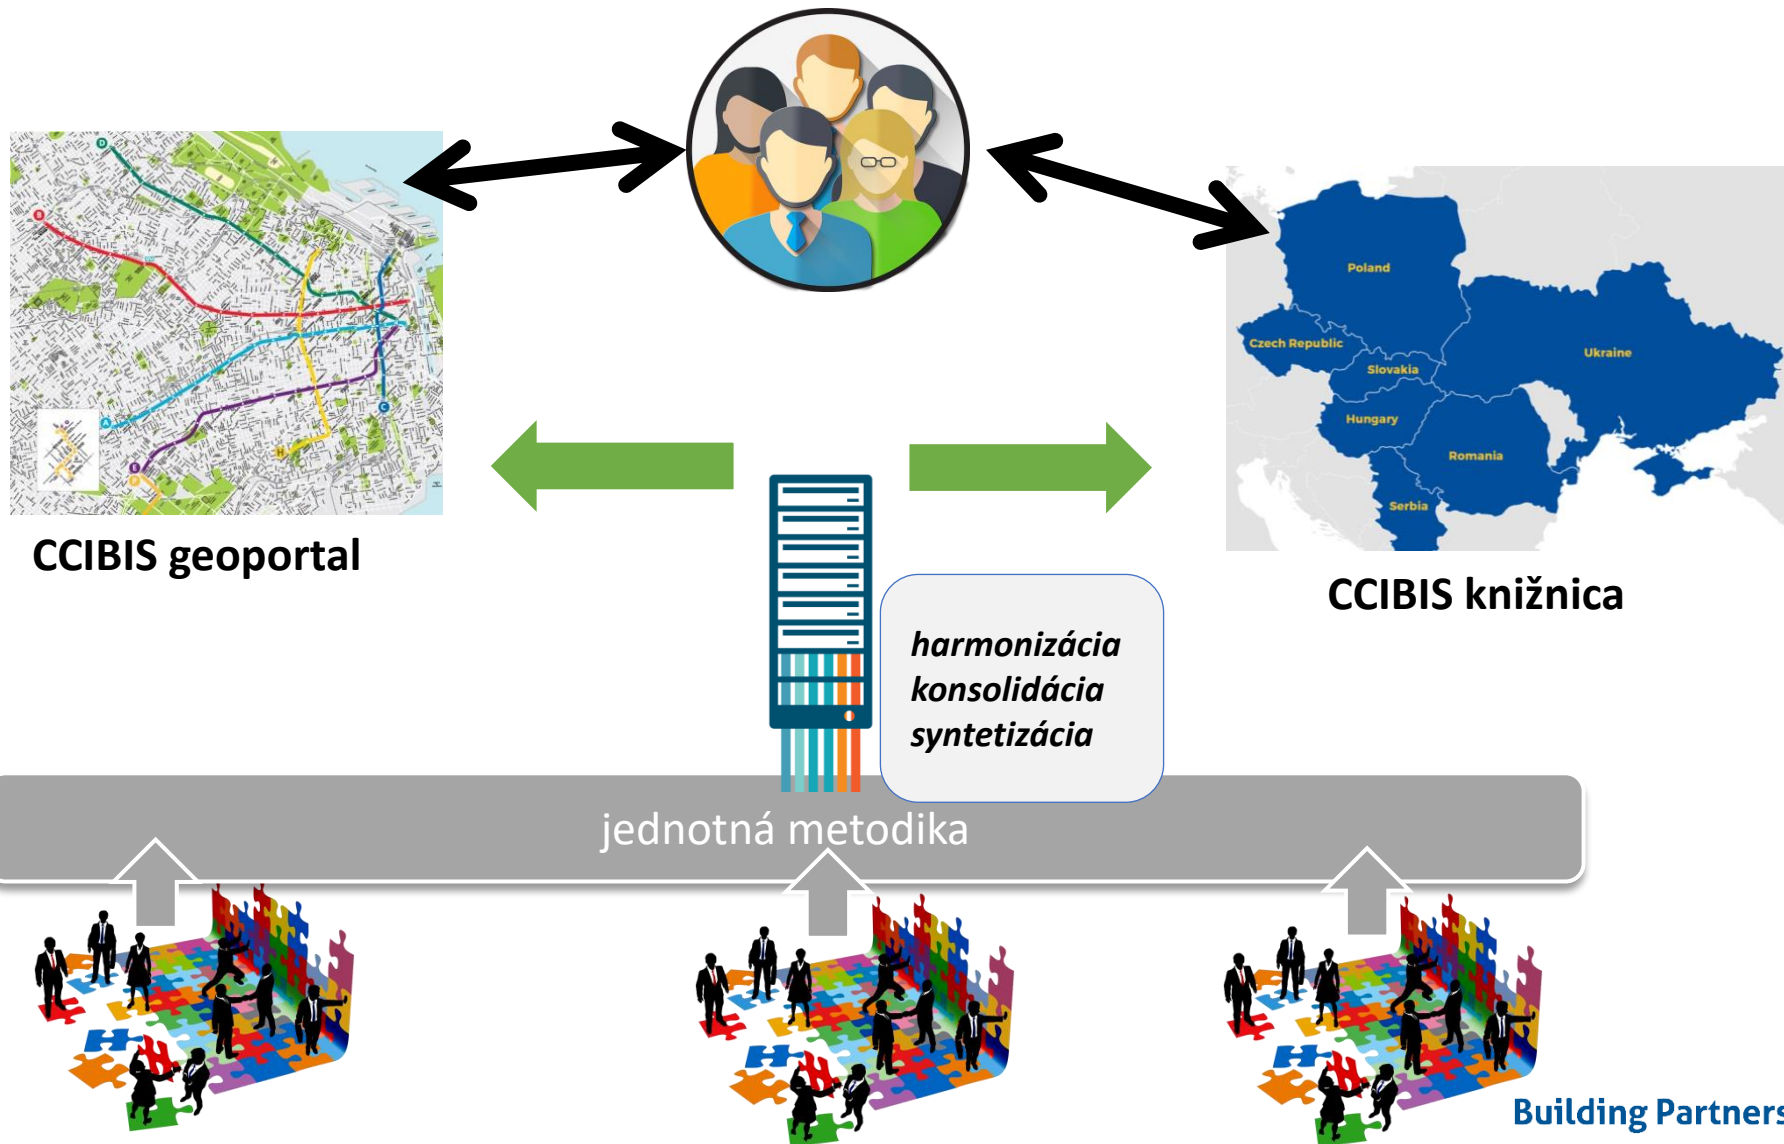 D
B
A
E
F
H
C
Poland
Czech Republic
Slovakia
Ukraine
Hungary
Romania
Serbia
CCIBIS geoportal
CCIBIS knižnica
harmonizácia
konsolidácia
syntetizácia
jednotná metodika
Building Partners